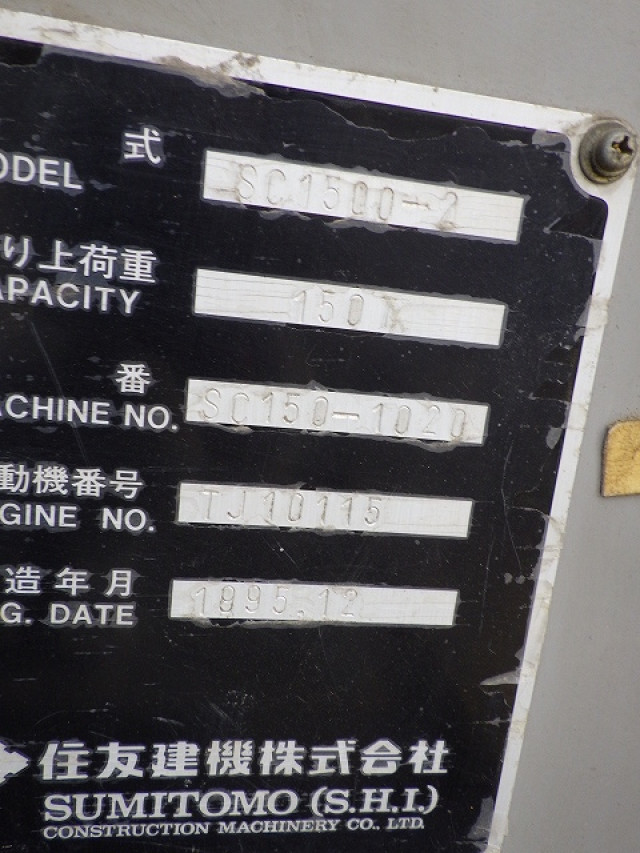 式
ODEL SC1500-2
り上荷重
APACITY 150
番
ACHINE NO. SC150-1020
動機番号
GINE NO. TJ10115
造年月
G. DATE 1995.12
住友建機株式会社
SUMITOMO (S.H.I.)
CONSTRUCTION MACHINERY CO., LTD.